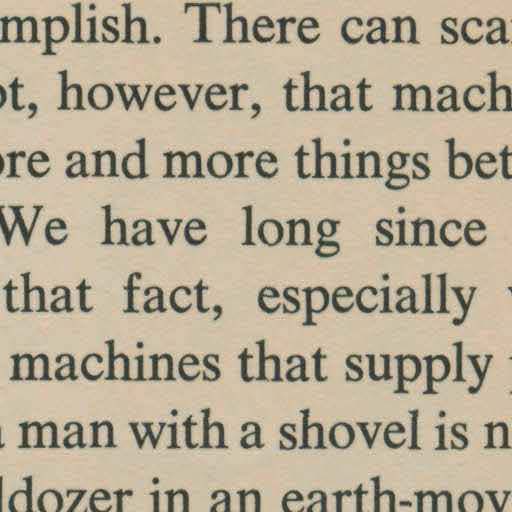 mplish. There can sca
ot, however, that mach
ore and more things bet
We have long since
that fact, especially
machines that supply
a man with a shovel is n
ldozer in an earth-mov